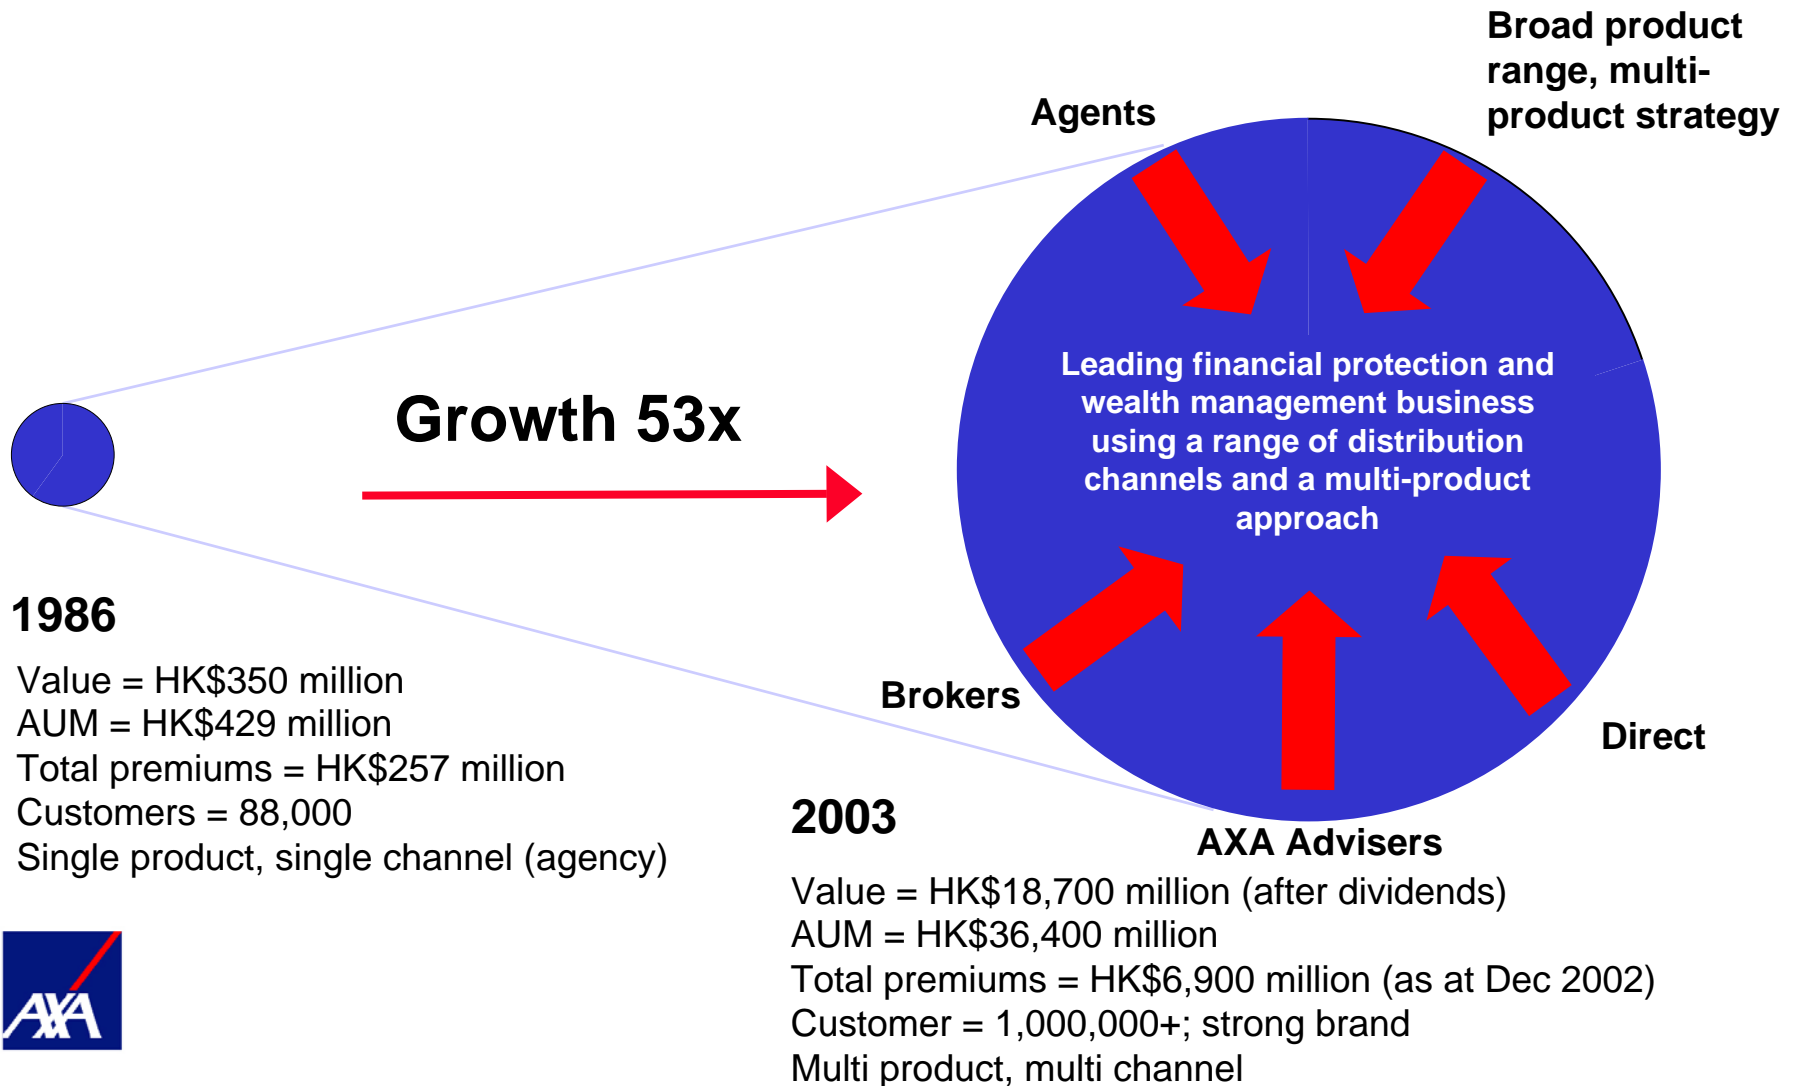 Broad product
range, multi-
product strategy
Agents
Leading financial protection and
wealth management business
using a range of distribution
channels and a multi-product
approach
Growth 53x
Brokers
Direct
AXA Advisers
1986
Value = HK$350 million
AUM = HK$429 million
Total premiums = HK$257 million
Customers = 88,000
Single product, single channel (agency)
2003
Value = HK$18,700 million (after dividends)
AUM = HK$36,400 million
Total premiums = HK$6,900 million (as at Dec 2002)
Customer = 1,000,000+; strong brand
Multi product, multi channel
AXA